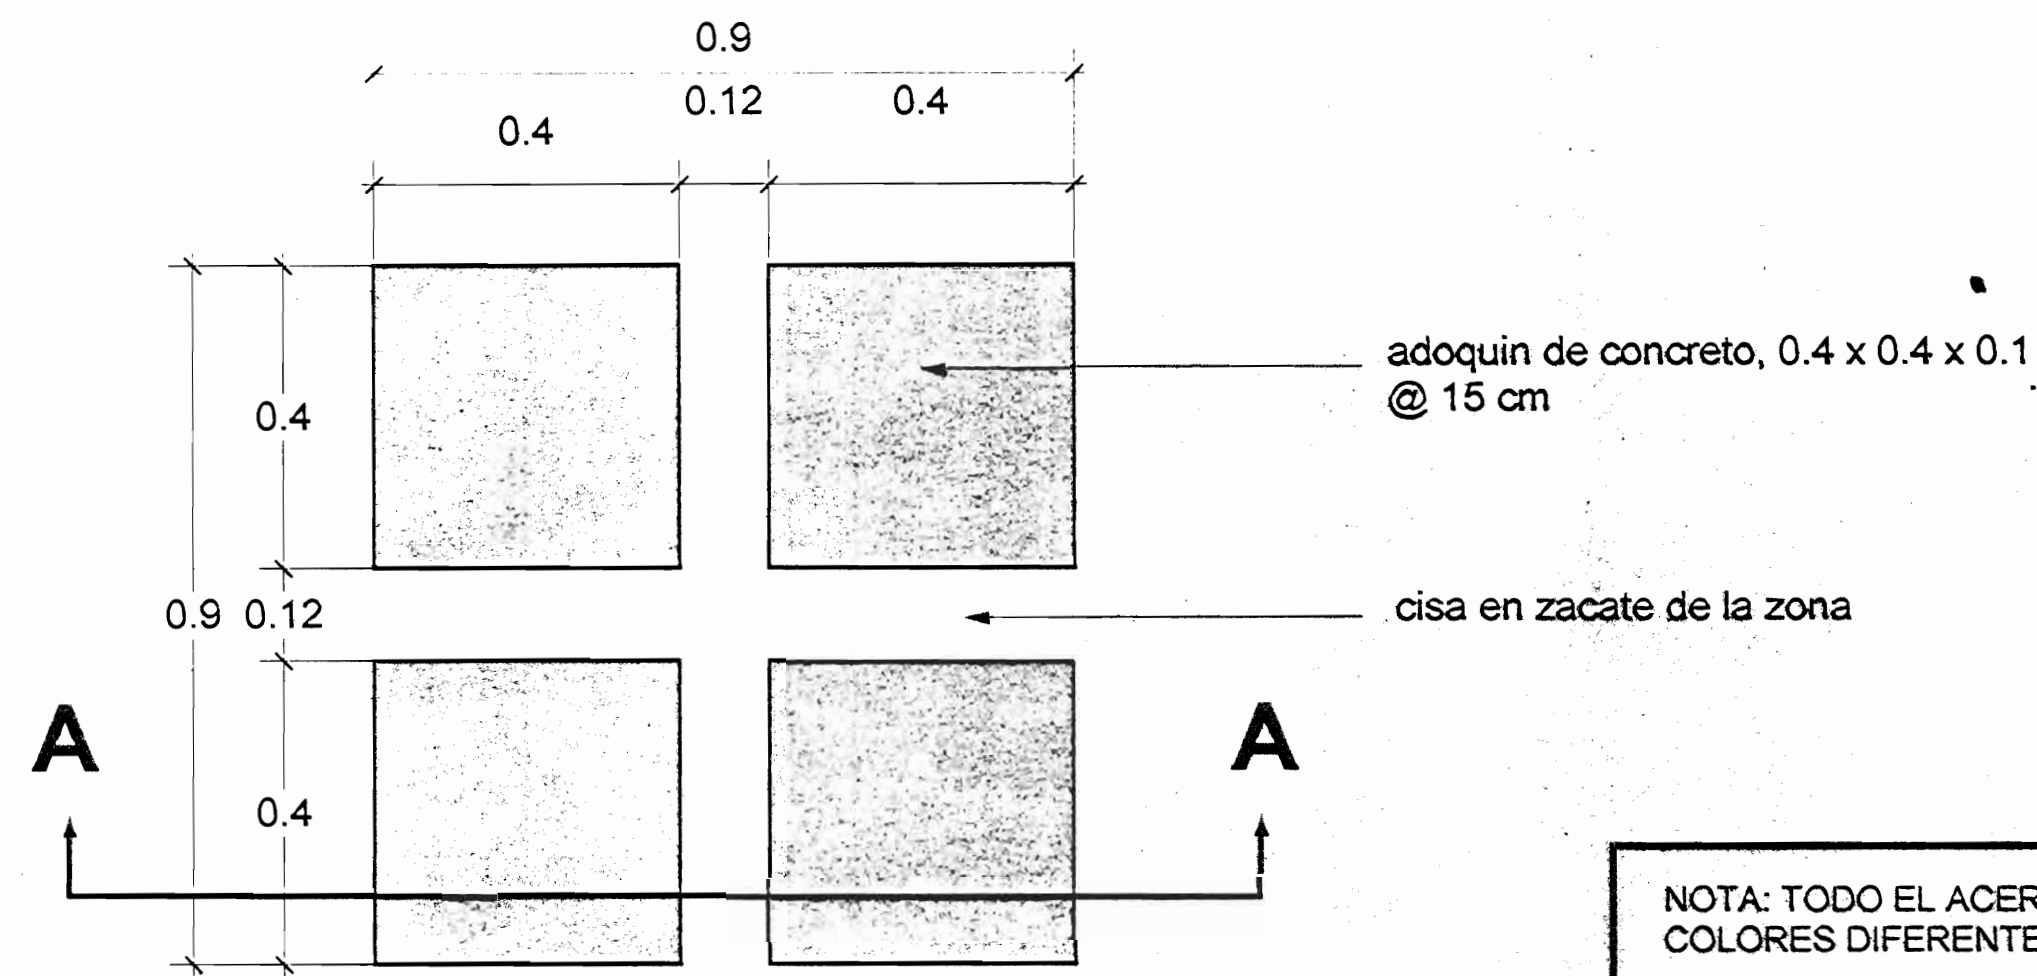 0.9
0.12 0.4
0.4
adoquin de concreto, 0.4 x 0.4 x 0.1
@ 15 cm
0.4
0.9 0.12
cisa en zacate de la zona
A A
0.4
NOTA: TODO EL ACER
COLORES DIFERENTE